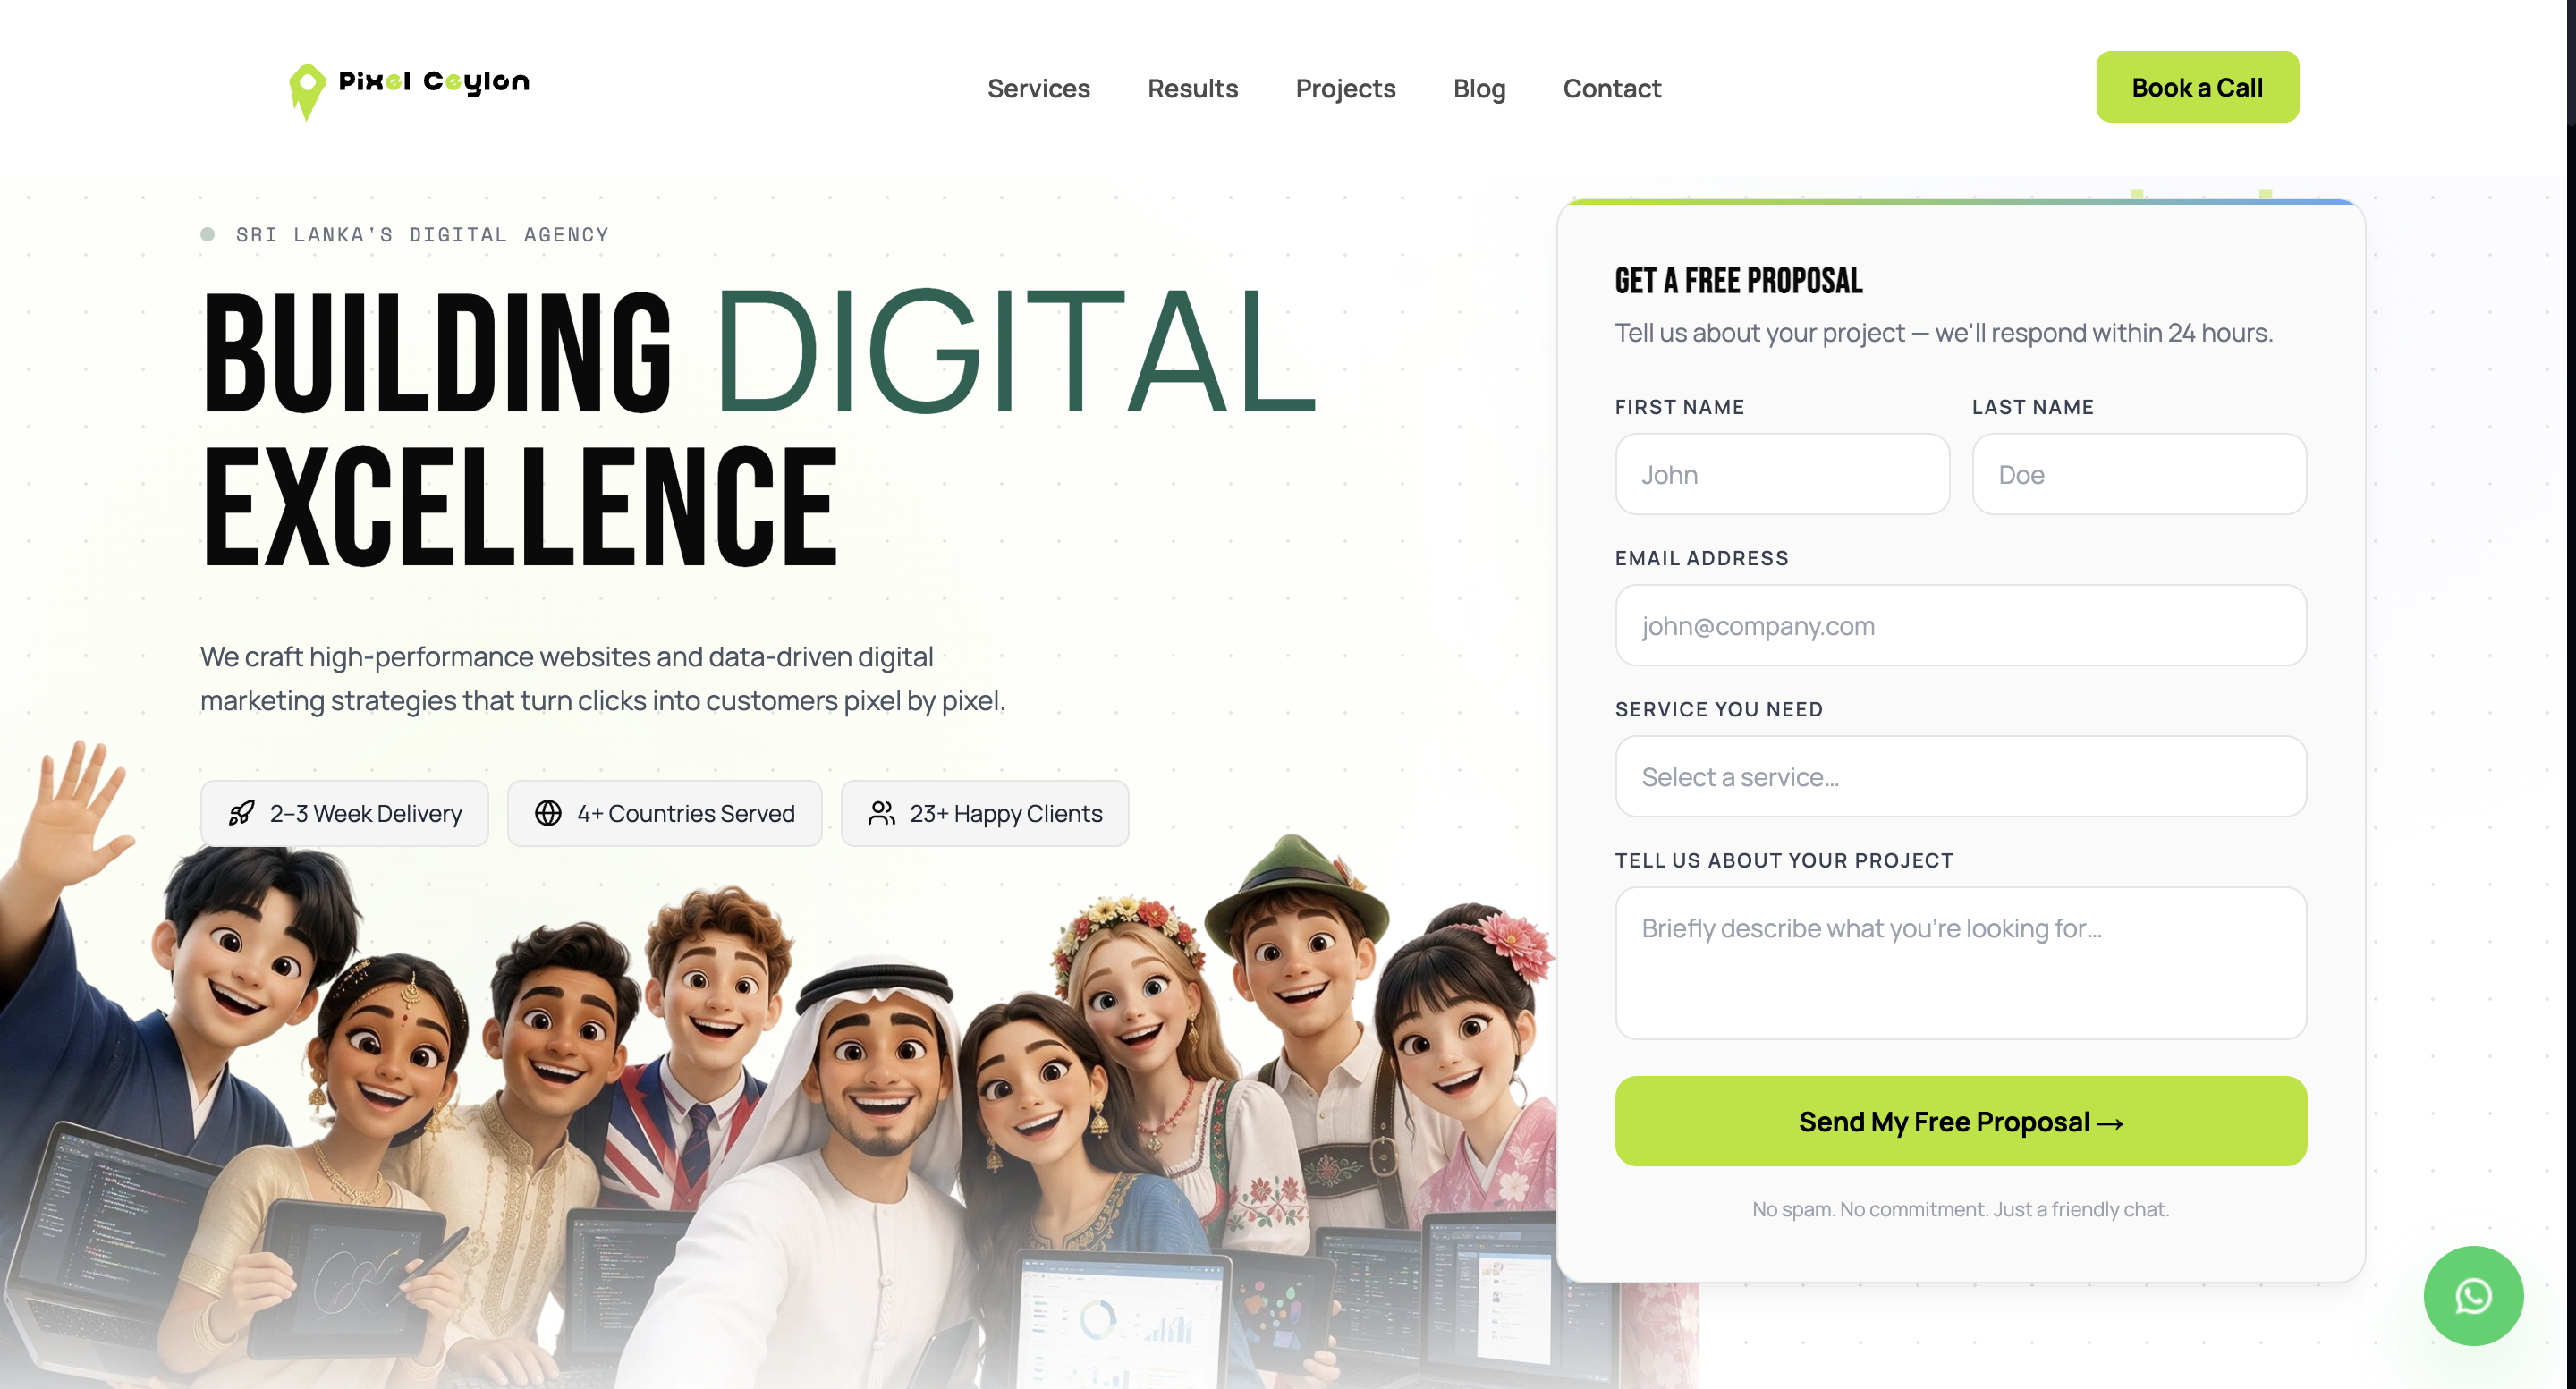 Pixel Ceylon
Services Results Projects Blog Contact
Book a Call
SRI LANKA'S DIGITAL AGENCY
BUILDING DIGITAL
EXCELLENCE
We craft high-performance websites and data-driven digital
marketing strategies that turn clicks into customers pixel by pixel.
2–3 Week Delivery
4+ Countries Served
23+ Happy Clients
GET A FREE PROPOSAL
Tell us about your project — we'll respond within 24 hours.
FIRST NAME
John
LAST NAME
Doe
EMAIL ADDRESS
john@company.com
SERVICE YOU NEED
Select a service...
TELL US ABOUT YOUR PROJECT
Briefly describe what you're looking for...
Send My Free Proposal →
No spam. No commitment. Just a friendly chat.